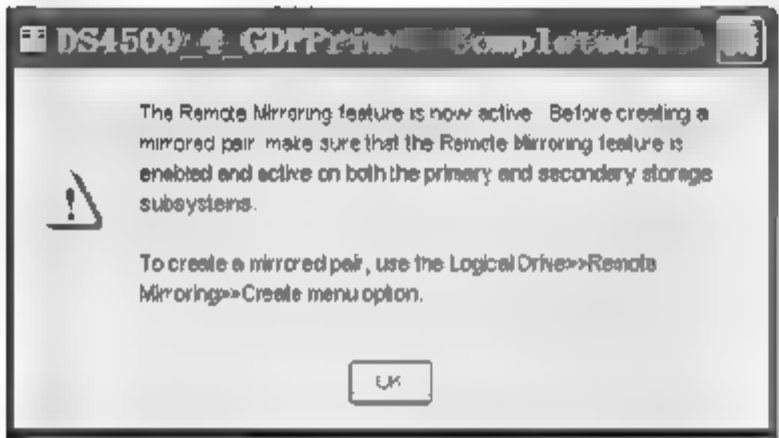 DS4500_4_GDPPrim Completed
The Remote Mirroring feature is now active. Before creating a
mirrored pair make sure that the Remote Mirroring feature is
enabled and active on both the primary and secondary storage
subsystems.
To create a mirrored pair, use the Logical Drive>>Remote
Mirroring>>Create menu option.
OK